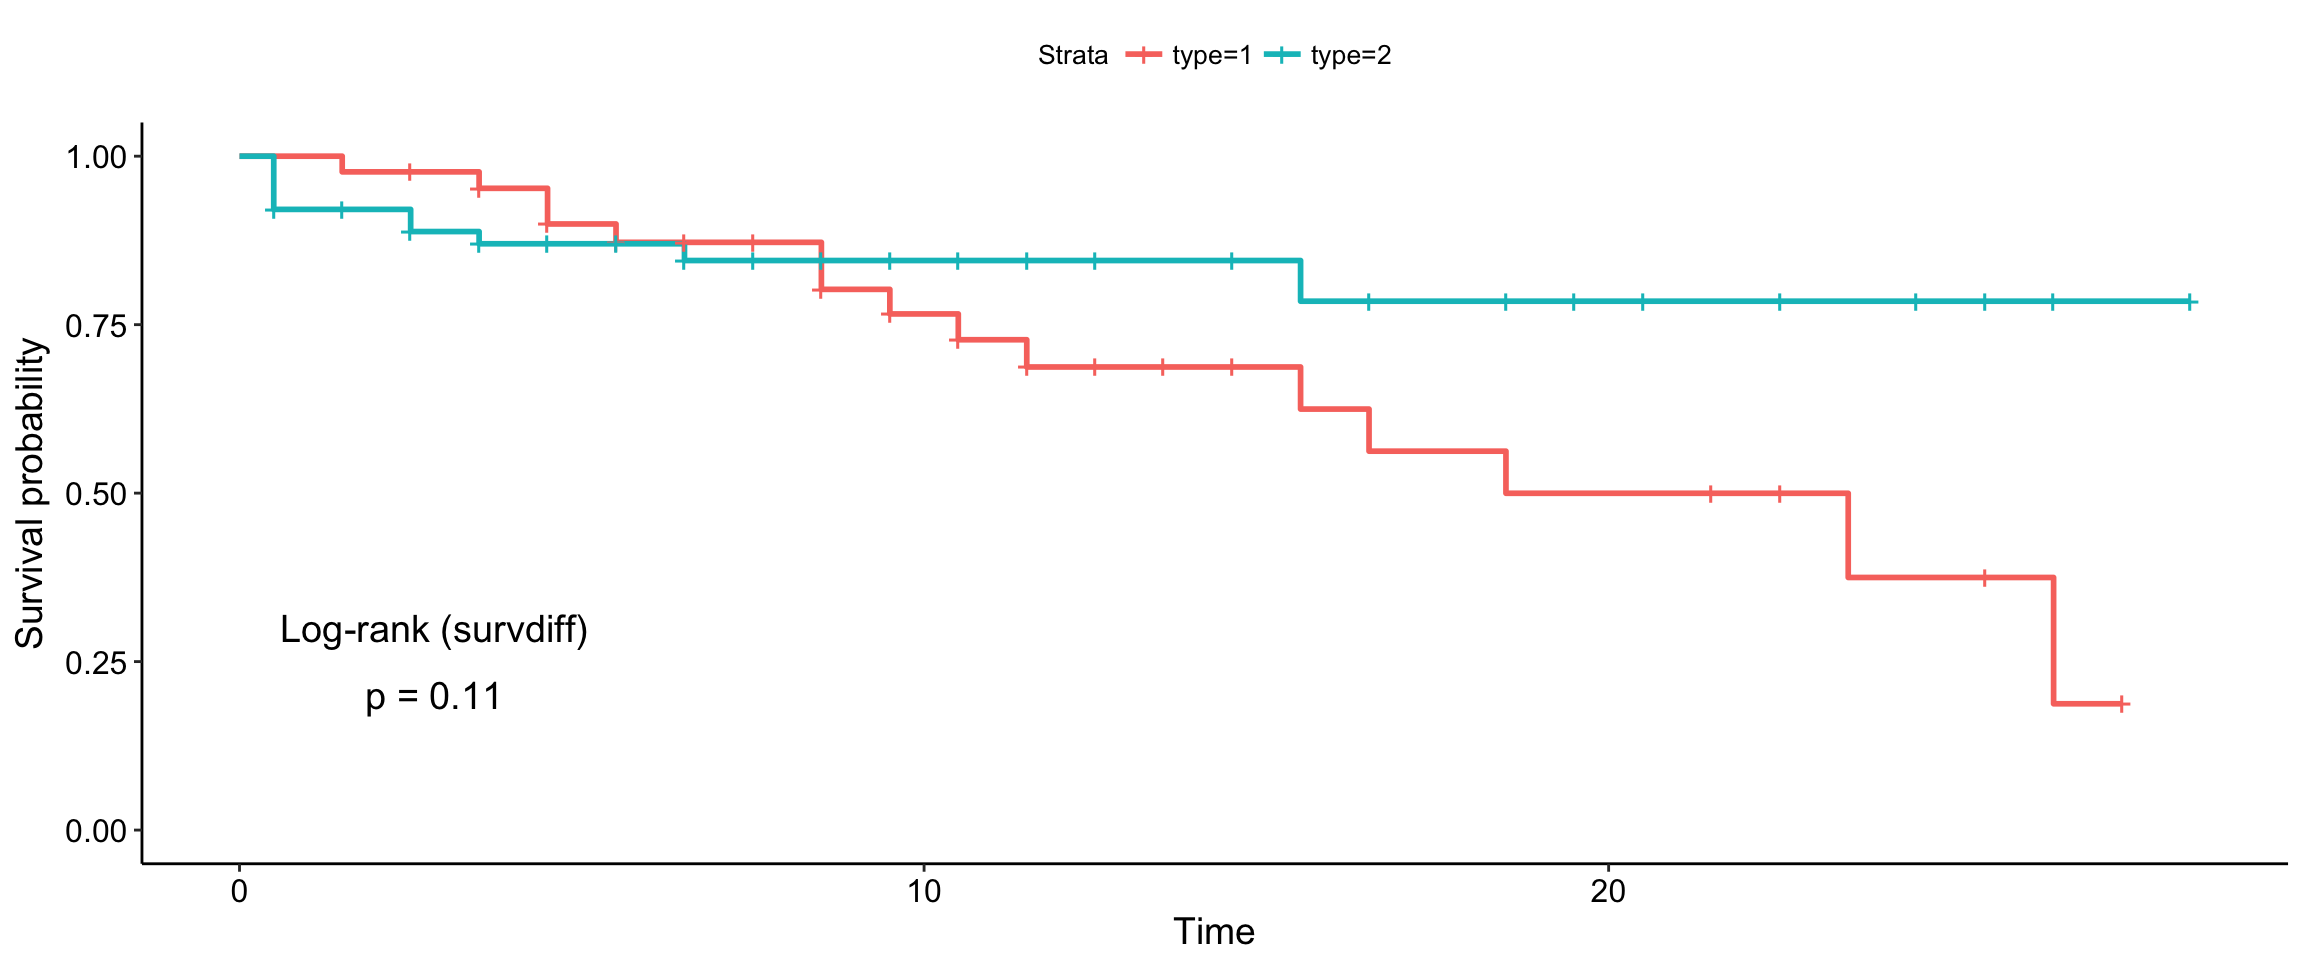 Strata type=1 type=2
1.00
0.75
0.50
0.25
0.00
Survival probability
Log-rank (survdiff)
p = 0.11
0 10 20
Time